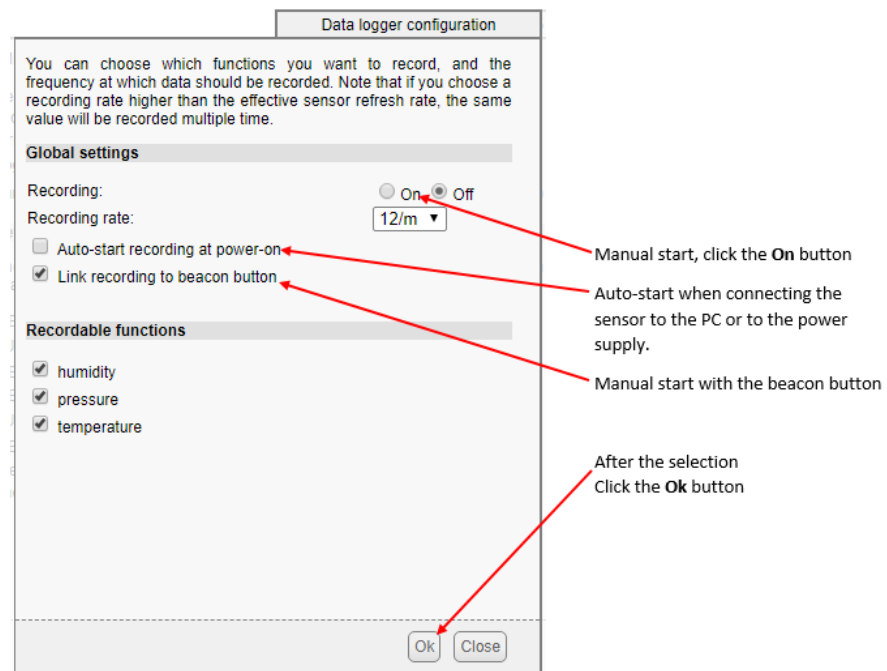 Data logger configuration
You can choose which functions you want to record, and the
frequency at which data should be recorded. Note that if you choose a
recording rate higher than the effective sensor refresh rate, the same
value will be recorded multiple time.
Global settings
Recording: On Off
Recording rate: 12/m
Auto-start recording at power-on
Link recording to beacon button
Recordable functions
humidity
pressure
temperature
Ok Close
Manual start, click the On button
Auto-start when connecting the
sensor to the PC or to the power
supply.
Manual start with the beacon button
After the selection
Click the Ok button